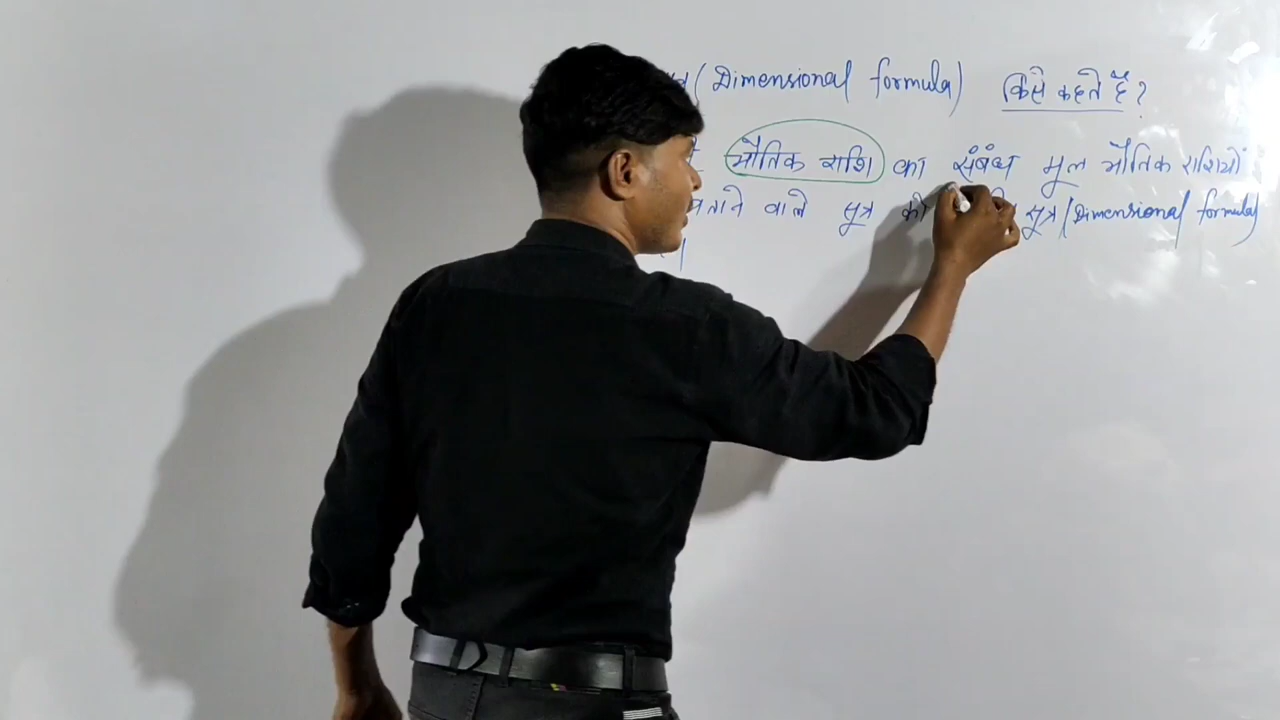 (Dimensional formula) किसे कहते हैं?
भौतिक राशि का संबंध मूल भौतिक राशियों
बताने वाले सूत्र को सूत्र (Dimensional formula)